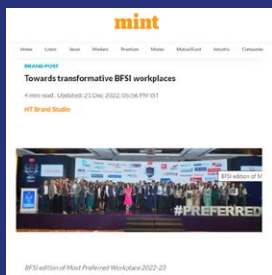 mint
Home Latest News Markets Premium Money Mutual Fund Industry Companies
BRAND POST
Towards transformative BFSI workplaces
4 min read . Updated: 21 Dec 2022, 05:56 PM IST
HT Brand Studio
BFSI edition of M
#PREFERRED
BFSI edition of Most Preferred Workplace 2022-23